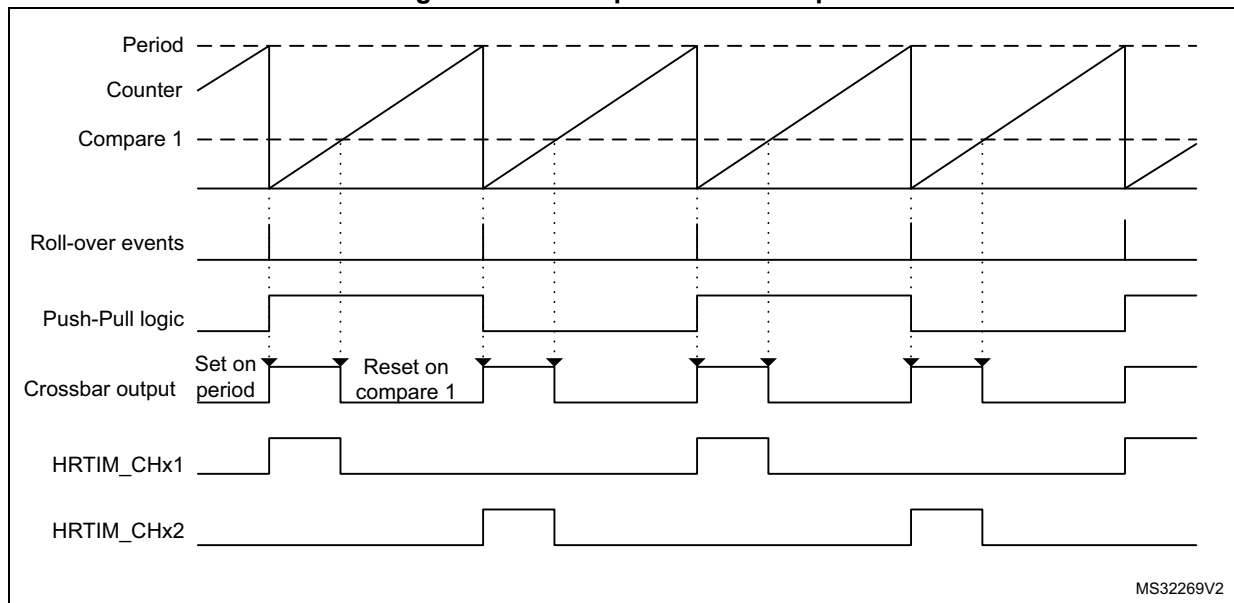 Period
Counter
Compare 1
Roll-over events
Push-Pull logic
Crossbar output
Set on
period
Reset on
compare 1
HRTIM_CHx1
HRTIM_CHx2
MS32269V2